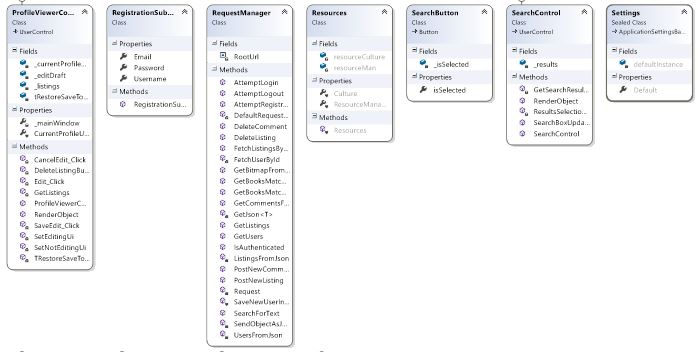 ProfileViewerCo...
Class
UserControl
Fields
_currentProfile...
_editDraft
_listings
tRestoreSaveTo...
Properties
_mainWindow
CurrentProfileU...
Methods
CancelEdit_Click
DeleteListingBu...
Edit_Click
GetListings
ProfileViewerC...
RenderObject
SaveEdit_Click
SetEditingUi
SetNotEditingUi
TRestoreSaveTo...
RegistrationSub...
Class
Properties
Email
Password
Username
Methods
RegistrationSu...
RequestManager
Class
Fields
RootUrl
Methods
AttemptLogin
AttemptLogout
AttemptRegistr...
DefaultRequest...
DeleteComment
DeleteListing
FetchListingsBy...
FetchUserById
GetBitmapFrom...
GetBooksMatc...
GetBooksMatc...
GetCommentsF...
GetJson<T>
GetListings
GetUsers
IsAuthenticated
ListingsFromJson
PostNewComm...
PostNewListing
Request
SaveNewUserIn...
SearchForText
SendObjectAsJ...
UsersFromJson
Resources
Class
Fields
resourceCulture
resourceMan
Properties
Culture
ResourceMana...
Methods
Resources
SearchButton
Class
Button
Fields
_isSelected
Properties
isSelected
SearchControl
Class
UserControl
Fields
_results
Methods
GetSearchResul...
RenderObject
ResultsSelectio...
SearchBoxUpda...
SearchControl
Settings
Sealed Class
ApplicationSettingsBa...
Fields
defaultInstance
Properties
Default